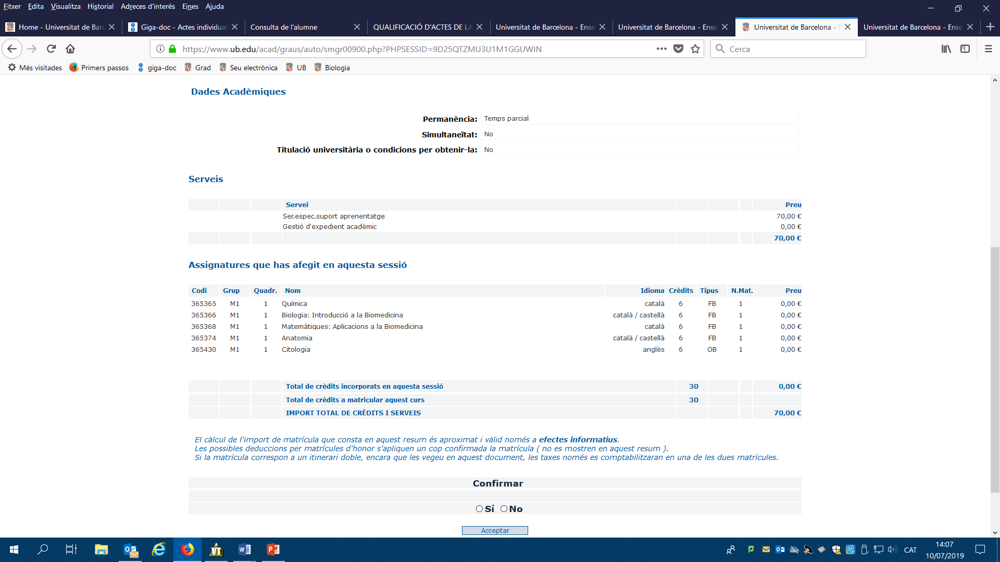 Fitxer Edita Visualitza Historial Adreces d'interès Eines Ajuda
Home - Universitat de Barc
Giga-doc - Actes individua
Consulta de l'alumne
QUALIFICACIÓ D'ACTES DE LA
Universitat de Barcelona - Ense
Universitat de Barcelona - Ense
Universitat de Barcelona -
Universitat de Barcelona - Ense
https://www.ub.edu/acad/graus/auto/smgr00900.php?PHPSESSID=9D25QTZMU3U1M1GGUWIN
Cerca
Més visitades Primers passos giga-doc Grad Seu electrònica UB Biologia
Dades Acadèmiques
Permanència: Temps parcial
Simultaneïtat: No
Titulació universitària o condicions per obtenir-la: No
Serveis
Servei Preu
Ser.espec.suport aprenentatge 70,00 €
Gestió d'expedient acadèmic 0,00 €
70,00 €
Assignatures que has afegit en aquesta sessió
Codi Grup Quadr. Nom Idioma Crèdits Tipus N.Mat. Preu
365365 M1 1 Química català 6 FB 1 0,00 €
365366 M1 1 Biologia: Introducció a la Biomedicina català / castellà 6 FB 1 0,00 €
365368 M1 1 Matemàtiques: Aplicacions a la Biomedicina català 6 FB 1 0,00 €
365374 M1 1 Anatomia català / castellà 6 FB 1 0,00 €
365430 M1 1 Citologia anglès 6 OB 1 0,00 €
Total de crèdits incorporats en aquesta sessió 30 0,00 €
Total de crèdits a matricular aquest curs 30
IMPORT TOTAL DE CRÈDITS I SERVEIS 70,00 €
El càlcul de l'import de matrícula que consta en aquest resum és aproximat i vàlid només a efectes informatius.
Les possibles deduccions per matrícules d'honor s'apliquen un cop confirmada la matrícula ( no es mostren en aquest resum ).
Si la matrícula correspon a un itinerari doble, encara que les vegeu en aquest document, les taxes només es comptabilitzaran en una de les dues matrícules.
Confirmar
Sí No
Acceptar
CAT
14:07
10/07/2019